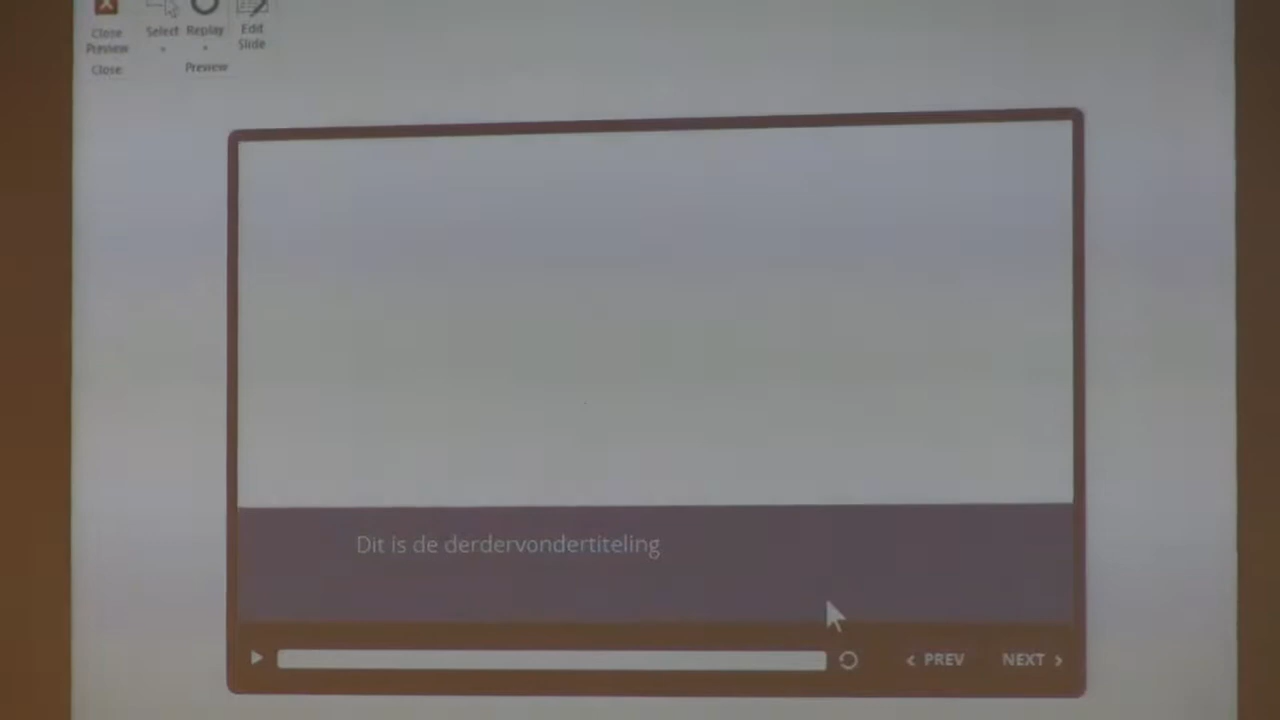 Close Preview
Select
Replay
Edit Slide
Close
Preview
Dit is de derdervondertiteling
PREV
NEXT